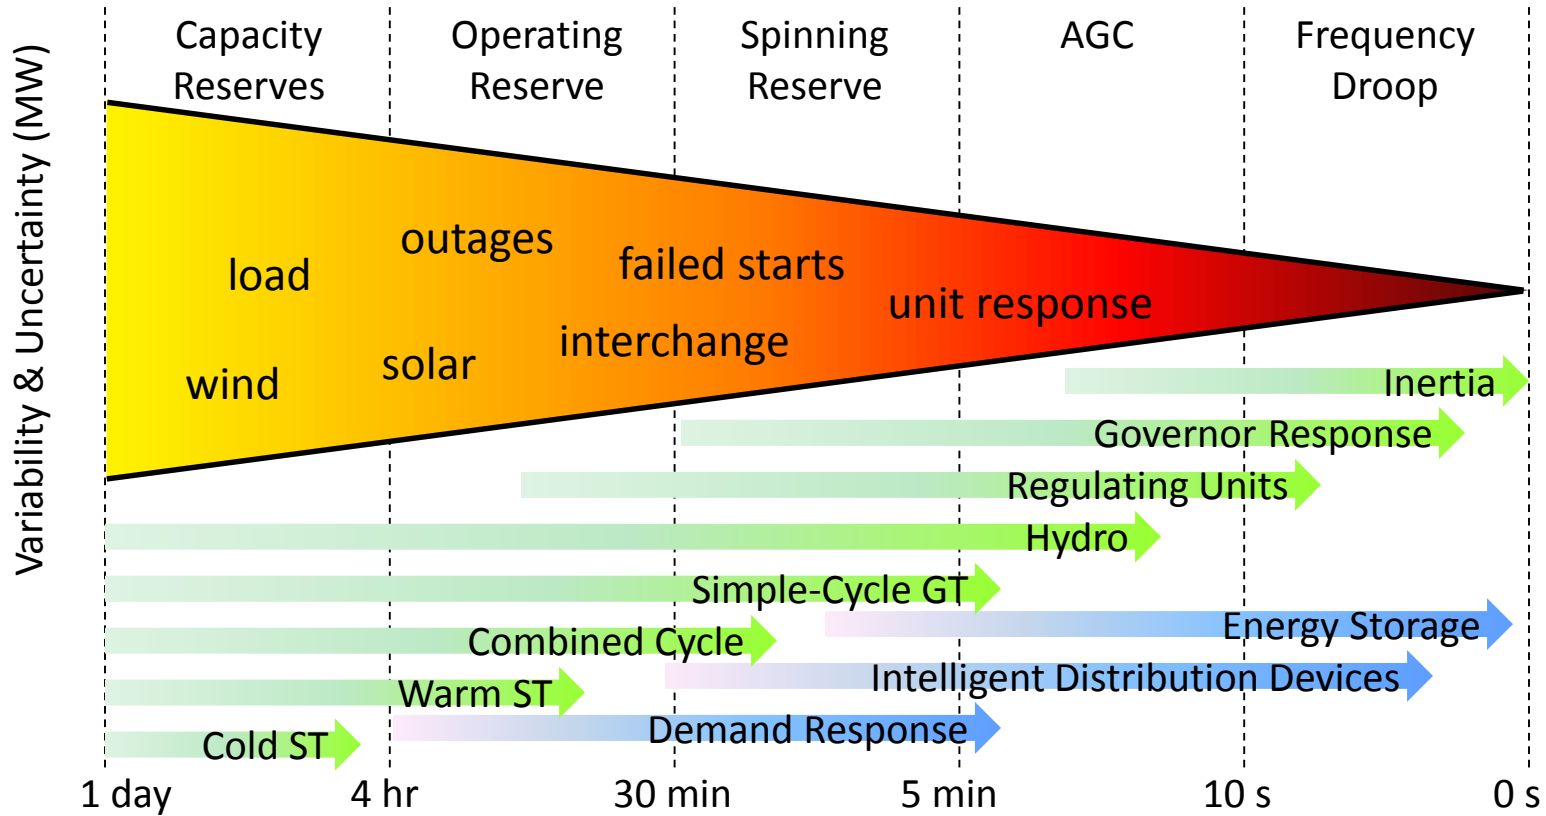 Variability & Uncertainty (MW)
Capacity
Reserves
Operating
Reserve
Spinning
Reserve
AGC
Frequency
Droop
outages
load
failed starts
unit response
interchange
solar
wind
Inertia
Governor Response
Regulating Units
Hydro
Simple-Cycle GT
Energy Storage
Combined Cycle
Intelligent Distribution Devices
Warm ST
Demand Response
Cold ST
1 day
4 hr
30 min
5 min
10 s
0 s